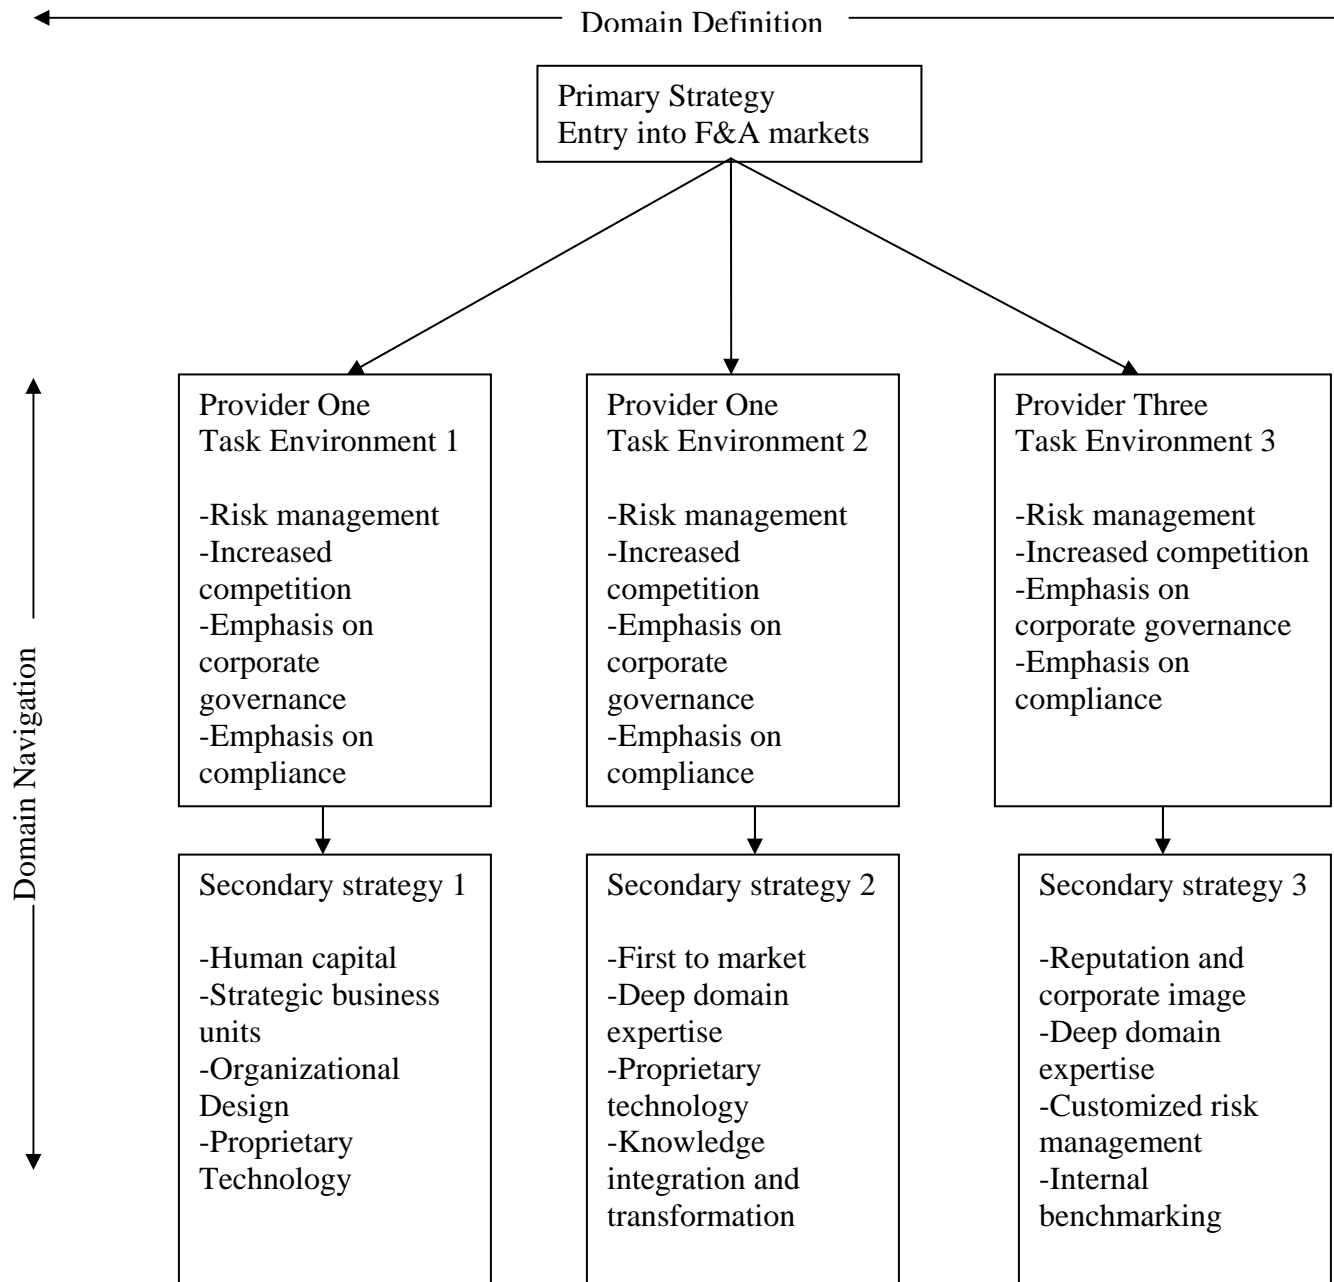 Domain Definition
Primary Strategy
Entry into F&A markets
Domain Navigation
Provider One
Task Environment 1
-Risk management
-Increased
competition
-Emphasis on
corporate
governance
-Emphasis on
compliance
Provider One
Task Environment 2
-Risk management
-Increased
competition
-Emphasis on
corporate
governance
-Emphasis on
compliance
Provider Three
Task Environment 3
-Risk management
-Increased competition
-Emphasis on
corporate governance
-Emphasis on
compliance
Secondary strategy 1
-Human capital
-Strategic business
units
-Organizational
Design
-Proprietary
Technology
Secondary strategy 2
-First to market
-Deep domain
expertise
-Proprietary
technology
-Knowledge
integration and
transformation
Secondary strategy 3
-Reputation and
corporate image
-Deep domain
expertise
-Customized risk
management
-Internal
benchmarking